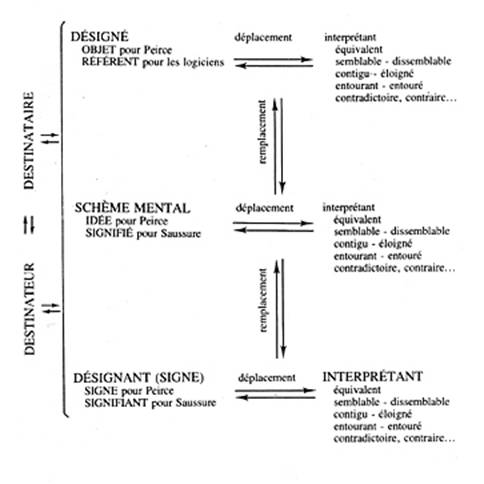 DÉSIGNÉ déplacement interprétant
OBJET pour Peirce équivalent
RÉFÉRENT pour les logiciens semblable - dissemblable
contigu - éloigné
entourant - entouré
contradictoire, contraire...
DESTINATAIRE
remplacement
SCHÈME MENTAL déplacement interprétant
IDÉE pour Peirce équivalent
SIGNIFIÉ pour Saussure semblable - dissemblable
contigu - éloigné
entourant - entouré
contradictoire, contraire...
DESTINATEUR
remplacement
DÉSIGNANT (SIGNE) déplacement INTERPRÉTANT
SIGNE pour Peirce équivalent
SIGNIFIANT pour Saussure semblable - dissemblable
contigu - éloigné
entourant - entouré
contradictoire, contraire...